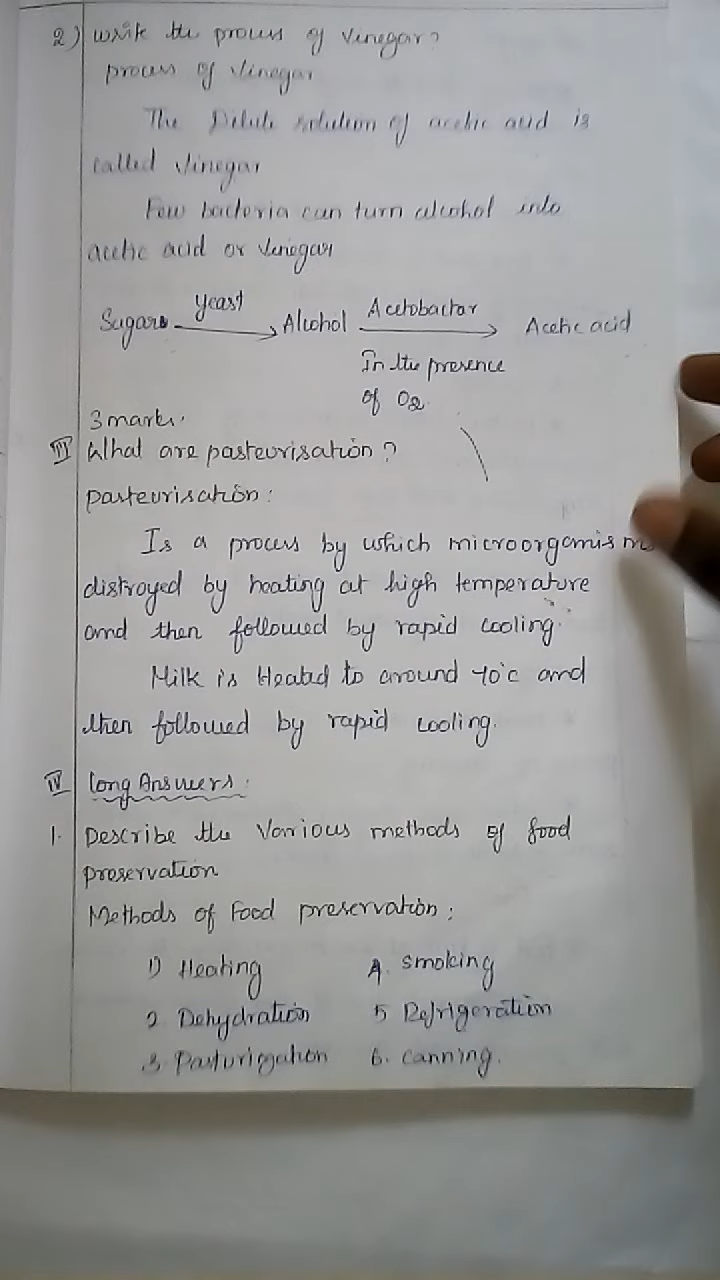 2) Write the process of Vinegar?
process of Vinegar
The Dilute solution of acetic acid is
called Vinegar
Few bacteria can turn alcohol into
acetic acid or Venegar
Sugars yeast → Alcohol Acetobactor → Acetic acid
In the presence
of O2
3 marks.
III What are pasteurisation?
Pasteurisation:
Is a process by which microorganism
distroyed by heating at high temperature
and then followed by rapid cooling.
Milk is Heated to around 70°c and
then followed by rapid cooling.
IV Long Answers:
1. Describe the Various methods of food
preservation
Methods of Food preservation:
1) Heating 4. smoking
2 Dehydration 5 Refrigeration
3. Pasturization 6. canning.